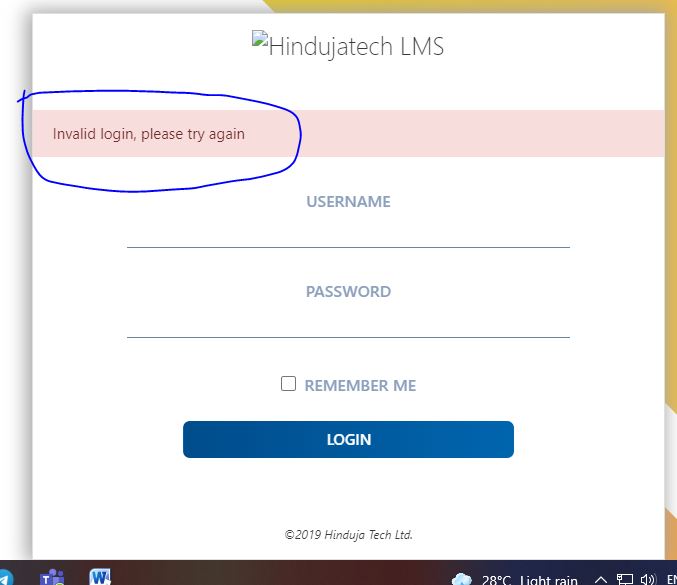 Hindujatech LMS
Invalid login, please try again
USERNAME
PASSWORD
REMEMBER ME
LOGIN
©2019 Hinduja Tech Ltd.
28°C Light rain